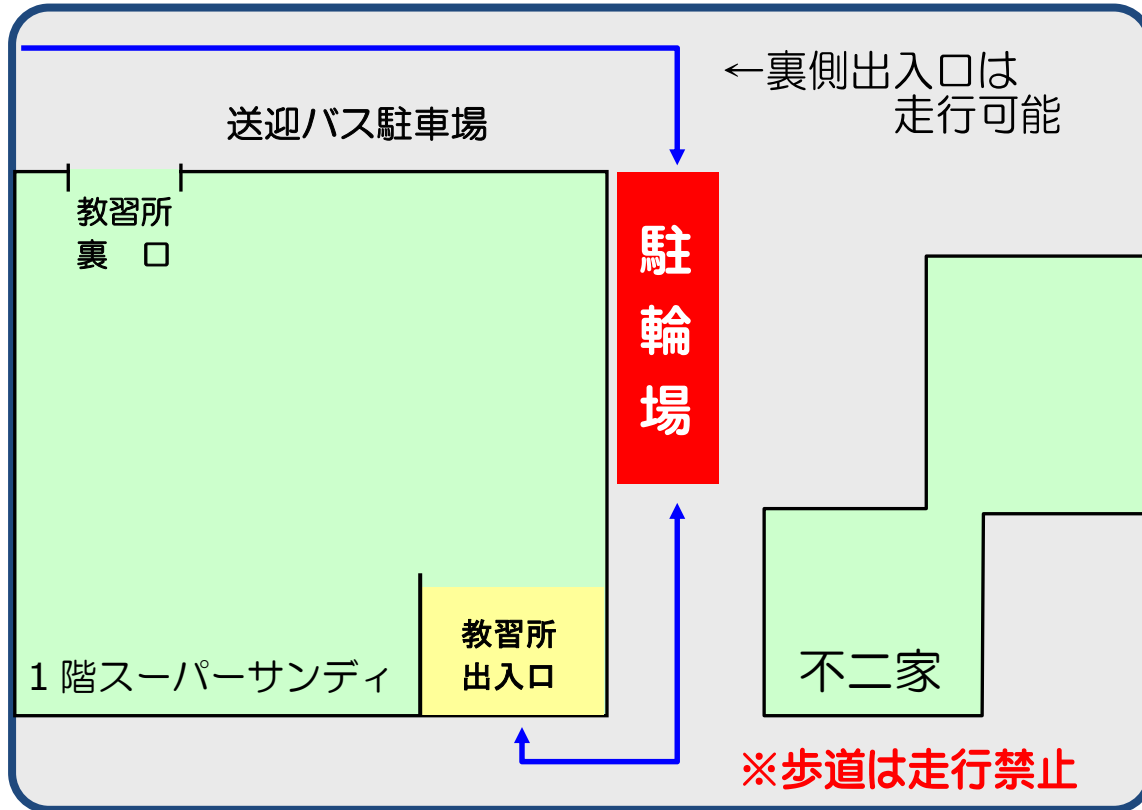 ←裏側出入口は
走行可能
送迎バス駐車場
教習所
裏 口
駐
輪
場
教習所
出入口
1階スーパーサンディ
不二家
※歩道は走行禁止